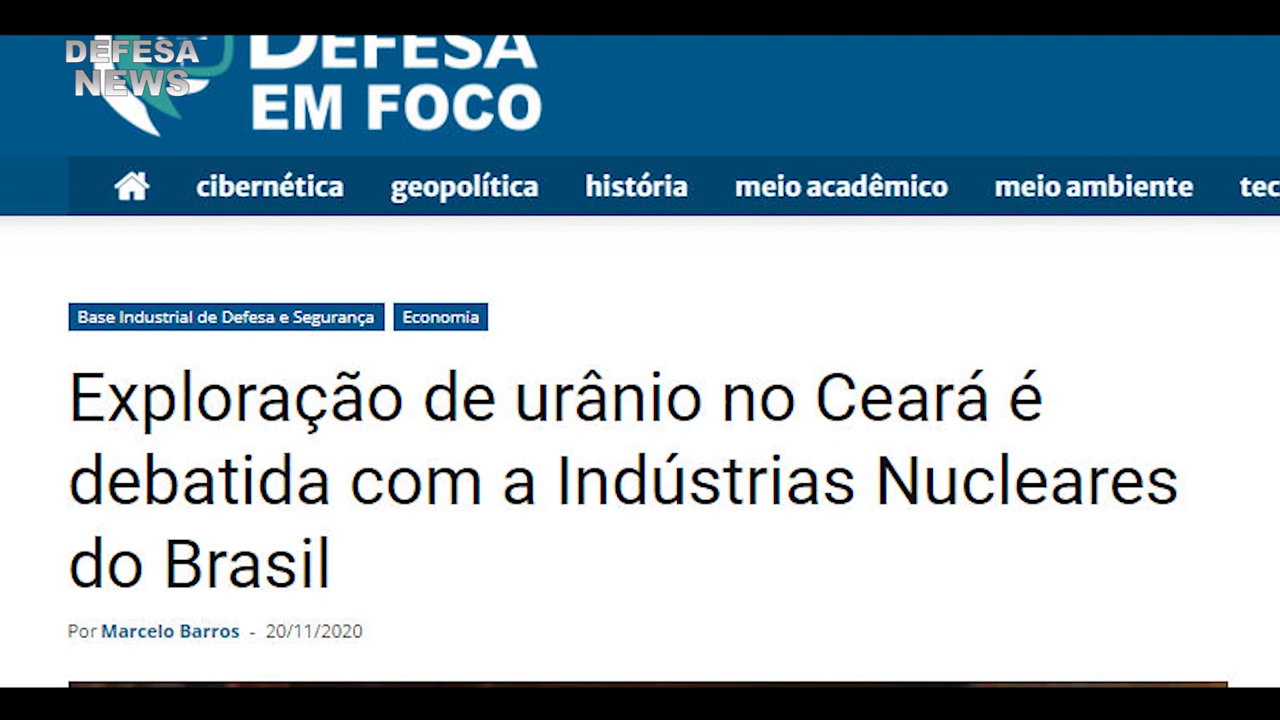 DEFESA
NEWS
DEFESA
EM FOCO
cibernética geopolítica história meio acadêmico meio ambiente
Base Industrial de Defesa e Segurança Economia
Exploração de urânio no Ceará é
debatida com a Indústrias Nucleares
do Brasil
Por Marcelo Barros - 20/11/2020